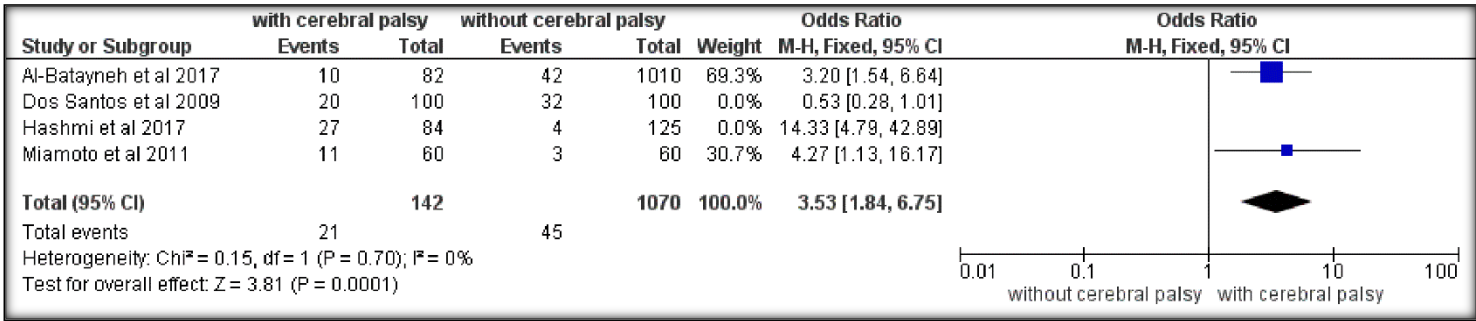 with cerebral palsy without cerebral palsy Odds Ratio Odds Ratio
Study or Subgroup Events Total Events Total Weight M-H, Fixed, 95% CI M-H, Fixed, 95% CI
Al-Batayneh et al 2017 10 82 42 1010 69.3% 3.20 [1.54, 6.64]
Dos Santos et al 2009 20 100 32 100 0.0% 0.53 [0.28, 1.01]
Hashmi et al 2017 27 84 4 125 0.0% 14.33 [4.79, 42.89]
Miamoto et al 2011 11 60 3 60 30.7% 4.27 [1.13, 16.17]
Total (95% CI) 142 1070 100.0% 3.53 [1.84, 6.75]
Total events 21 45
Heterogeneity: Chi² = 0.15, df = 1 (P = 0.70); I² = 0%
Test for overall effect: Z = 3.81 (P = 0.0001)
0.01 0.1 1 10 100
without cerebral palsy with cerebral palsy